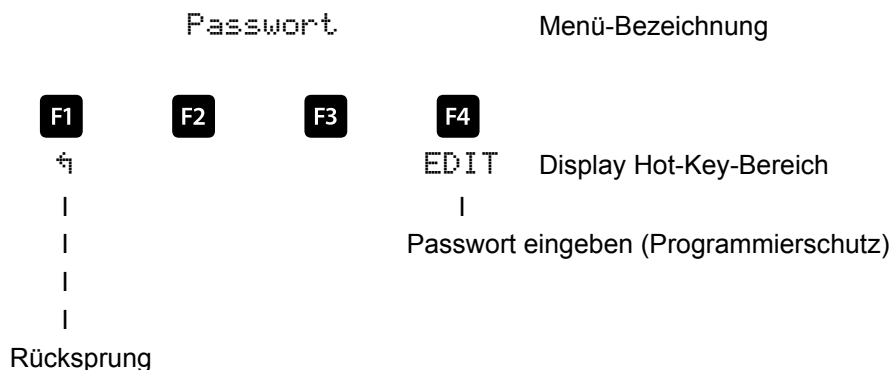 Passwort Menü-Bezeichnung
F1 F2 F3 F4
↰ EDIT Display Hot-Key-Bereich
Passwort eingeben (Programmierschutz)
Rücksprung